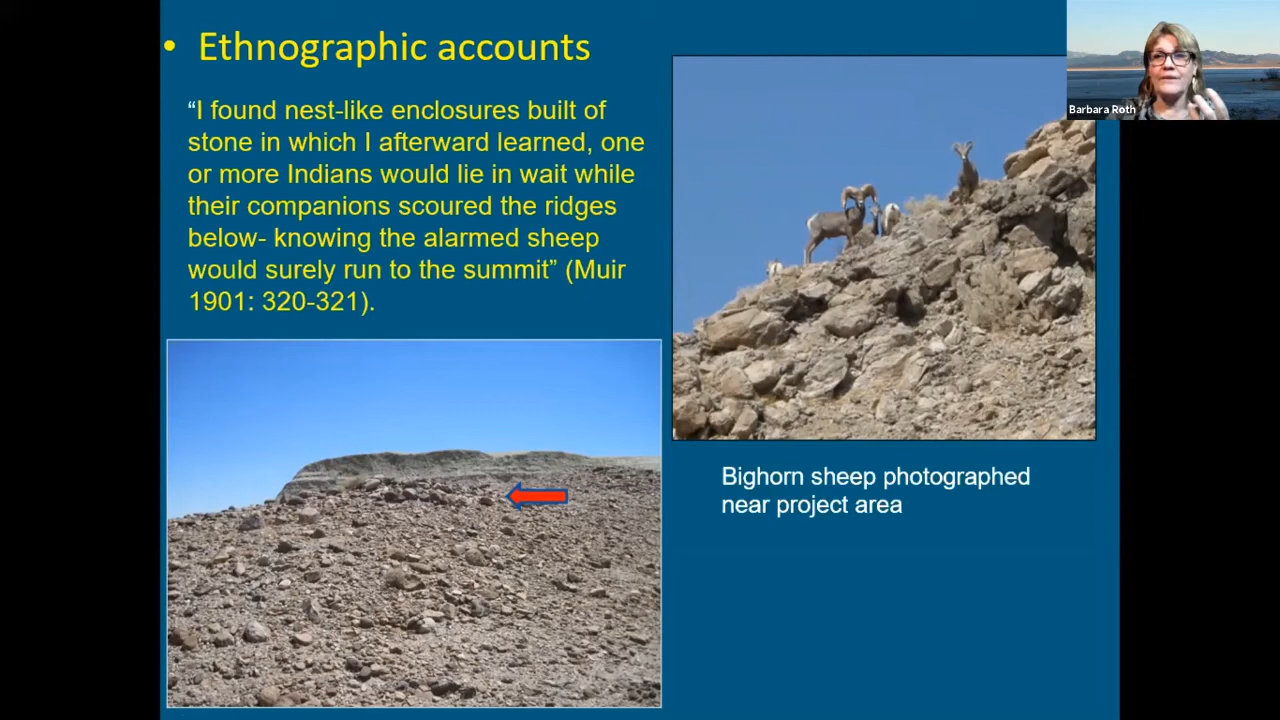 • Ethnographic accounts
“I found nest-like enclosures built of
stone in which I afterward learned, one
or more Indians would lie in wait while
their companions scoured the ridges
below- knowing the alarmed sheep
would surely run to the summit” (Muir
1901: 320-321).
Barbara Roth
Bighorn sheep photographed
near project area